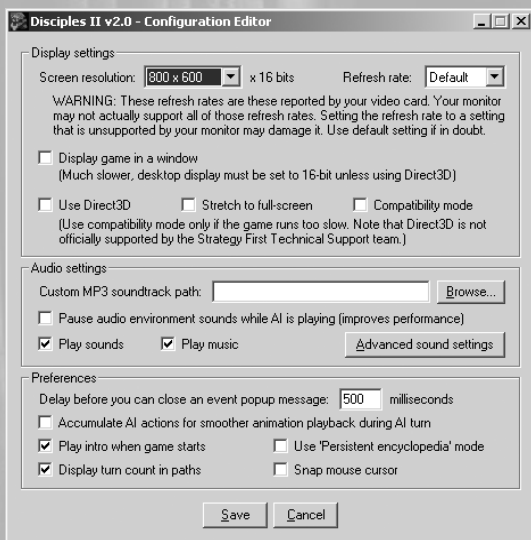 Disciples II v2.0 - Configuration Editor
Display settings
Screen resolution: 800 x 600 x 16 bits Refresh rate: Default
WARNING: These refresh rates are these reported by your video card. Your monitor
may not actually support all of those refresh rates. Setting the refresh rate to a setting
that is unsupported by your monitor may damage it. Use default setting if in doubt.
Display game in a window
(Much slower, desktop display must be set to 16-bit unless using Direct3D)
Use Direct3D Stretch to full-screen Compatibility mode
(Use compatibility mode only if the game runs too slow. Note that Direct3D is not
officially supported by the Strategy First Technical Support team.)
Audio settings
Custom MP3 soundtrack path: Browse...
Pause audio environment sounds while AI is playing (improves performance)
Play sounds Play music Advanced sound settings
Preferences
Delay before you can close an event popup message: 500 milliseconds
Accumulate AI actions for smoother animation playback during AI turn
Play intro when game starts Use 'Persistent encyclopedia' mode
Display turn count in paths Snap mouse cursor
Save Cancel